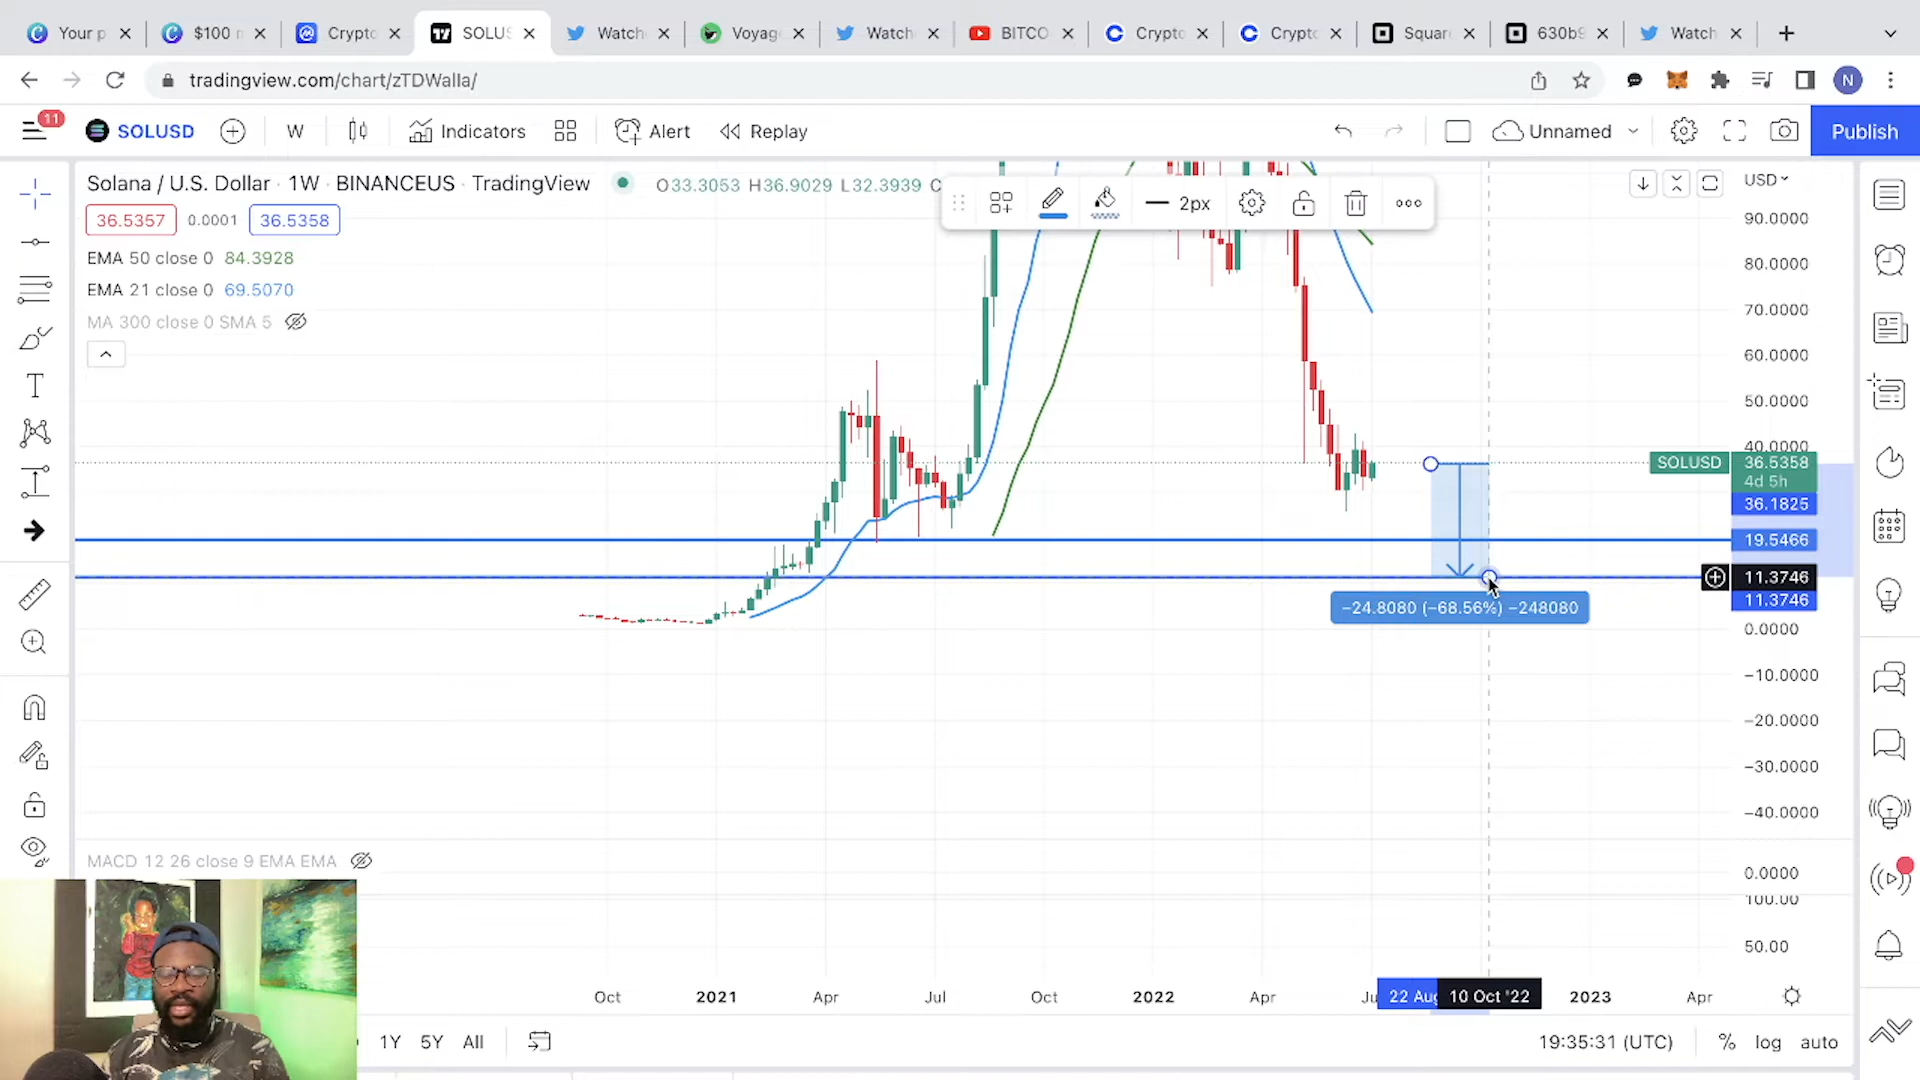 Your p
$100 r
Crypto
SOLUS
Watch
Voyag
Watch
BITCO
Crypto
Crypto
Squar
630b9
Watch
tradingview.com/chart/zTDWalla/
N
11
SOLUSD
W
Indicators
Alert
Replay
Unnamed
Publish
Solana / U.S. Dollar · 1W · BINANCEUS · TradingView
O33.3053 H36.9029 L32.3939 C
36.5357
0.0001
36.5358
EMA 50 close 0 84.3928
EMA 21 close 0 69.5070
MA 300 close 0 SMA 5
2px
USD
90.0000
80.0000
70.0000
60.0000
50.0000
40.0000
SOLUSD
36.5358
4d 5h
36.1825
19.5466
11.3746
11.3746
−24.8080 (−68.56%) −248080
0.0000
−10.0000
−20.0000
−30.0000
−40.0000
MACD 12 26 close 9 EMA EMA
0.0000
100.00
50.00
Oct
2021
Apr
Jul
Oct
2022
Apr
Ju
22 Aug
10 Oct '22
2023
Apr
1Y
5Y
All
19:35:31 (UTC)
%
log
auto